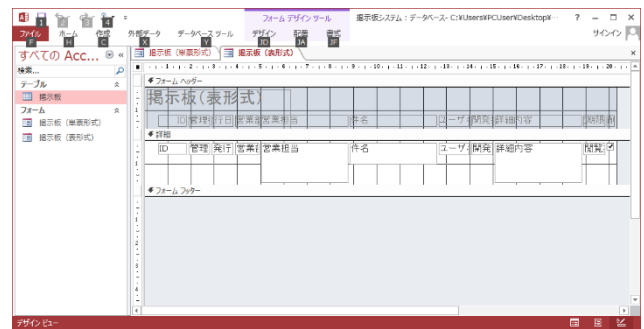 フォーム デザイン ツール
掲示板システム : データベース- C:¥Users¥PCUser¥Desktop¥…
ファイル ホーム 作成 外部データ データベース ツール デザイン 配置 書式 サインイン
1 2 3 4
F H C X Y JD JA JF
すべての Acc...
検索...
テーブル
掲示板
フォーム
掲示板 (単票形式)
掲示板 (表形式)
掲示板 (単票形式) 掲示板 (表形式)
フォーム ヘッダー
掲示板(表形式)
ID 管理 発行日 営業部 営業担当 件名 ユーザ名 開発 詳細内容
詳細
ID 管理 発行 営業 営業担当 件名 ユーザ 開発 詳細内容 閲覧
フォーム フッター
デザイン ビュー